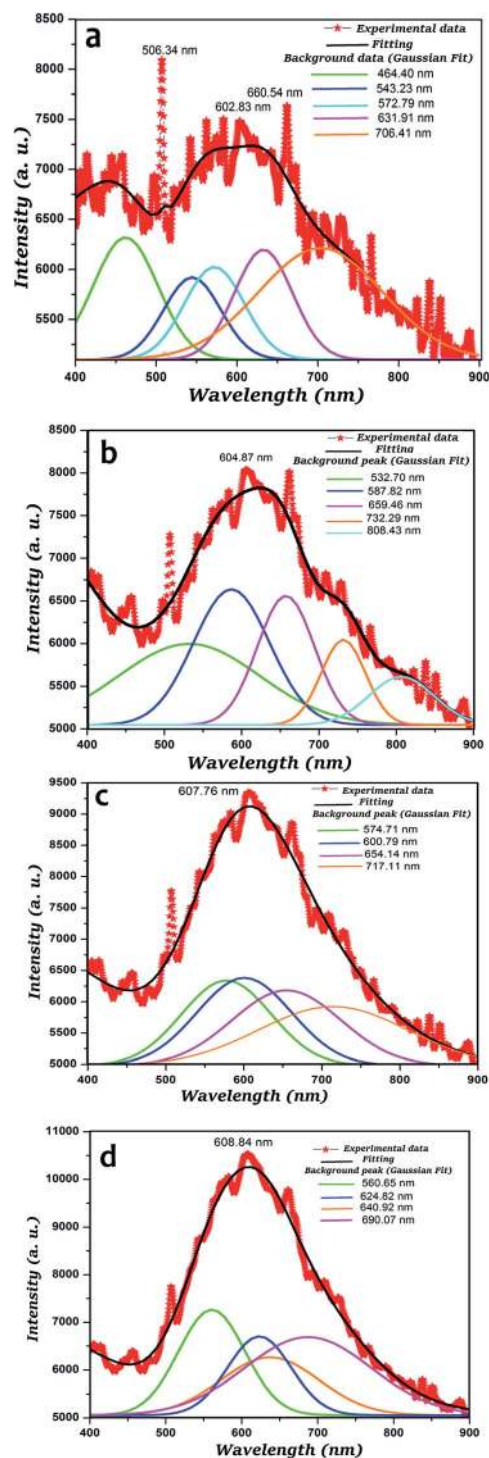 a
506.34 nm
602.83 nm
660.54 nm
Experimental data
Fitting
Background data (Gaussian Fit)
464.40 nm
543.23 nm
572.79 nm
631.91 nm
706.41 nm
Intensity (a. u.)
8500
8000
7500
7000
6500
6000
5500
400 500 600 700 800 900
Wavelength (nm)
b
604.87 nm
Experimental data
Fitting
Background peak (Gaussian Fit)
532.70 nm
587.82 nm
659.46 nm
732.29 nm
808.43 nm
Intensity (a. u.)
8500
8000
7500
7000
6500
6000
5500
5000
400 500 600 700 800 900
Wavelength (nm)
c
607.76 nm
Experimental data
Fitting
Background peak (Gaussian Fit)
574.71 nm
600.79 nm
654.14 nm
717.11 nm
Intensity (a. u.)
9500
9000
8500
8000
7500
7000
6500
6000
5500
5000
400 500 600 700 800 900
Wavelength (nm)
d
608.84 nm
Experimental data
Fitting
Background peak (Gaussian Fit)
560.65 nm
624.82 nm
640.92 nm
690.07 nm
Intensity (a. u.)
11000
10000
9000
8000
7000
6000
5000
400 500 600 700 800 900
Wavelength (nm)